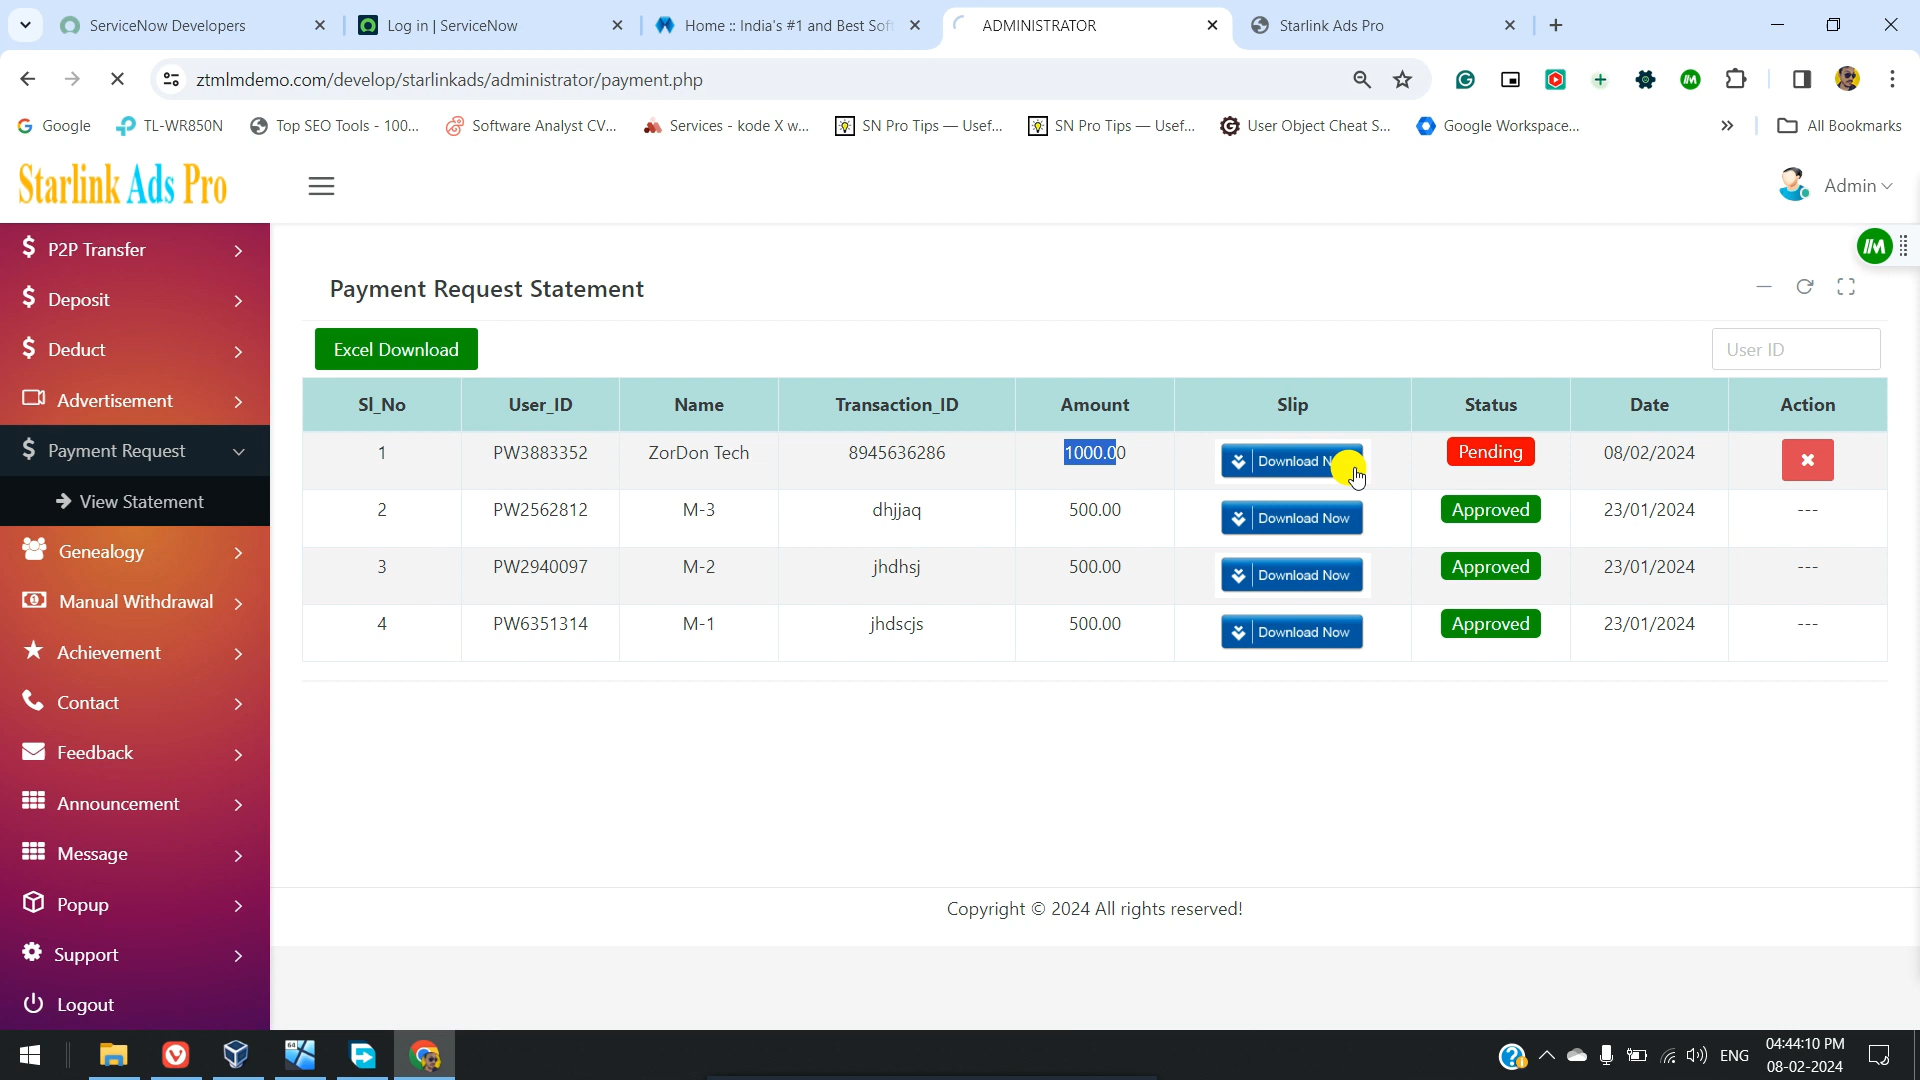 ServiceNow Developers
Log in | ServiceNow
Home :: India's #1 and Best Soft
ADMINISTRATOR
Starlink Ads Pro
ztmlmdemo.com/develop/starlinkads/administrator/payment.php
Google
TL-WR850N
Top SEO Tools - 100...
Software Analyst CV...
Services - kode X w...
SN Pro Tips — Usef...
SN Pro Tips — Usef...
User Object Cheat S...
Google Workspace...
All Bookmarks
Starlink Ads Pro
Admin
P2P Transfer
Deposit
Deduct
Advertisement
Payment Request
View Statement
Genealogy
Manual Withdrawal
Achievement
Contact
Feedback
Announcement
Message
Popup
Support
Logout
Payment Request Statement
Excel Download
User ID
Sl_No User_ID Name Transaction_ID Amount Slip Status Date Action
1 PW3883352 ZorDon Tech 8945636286 1000.00 Download Pending 08/02/2024
2 PW2562812 M-3 dhjjaq 500.00 Download Now Approved 23/01/2024 ---
3 PW2940097 M-2 jhdhsj 500.00 Download Now Approved 23/01/2024 ---
4 PW6351314 M-1 jhdscjs 500.00 Download Now Approved 23/01/2024 ---
Copyright © 2024 All rights reserved!
ENG
04:44:10 PM
08-02-2024